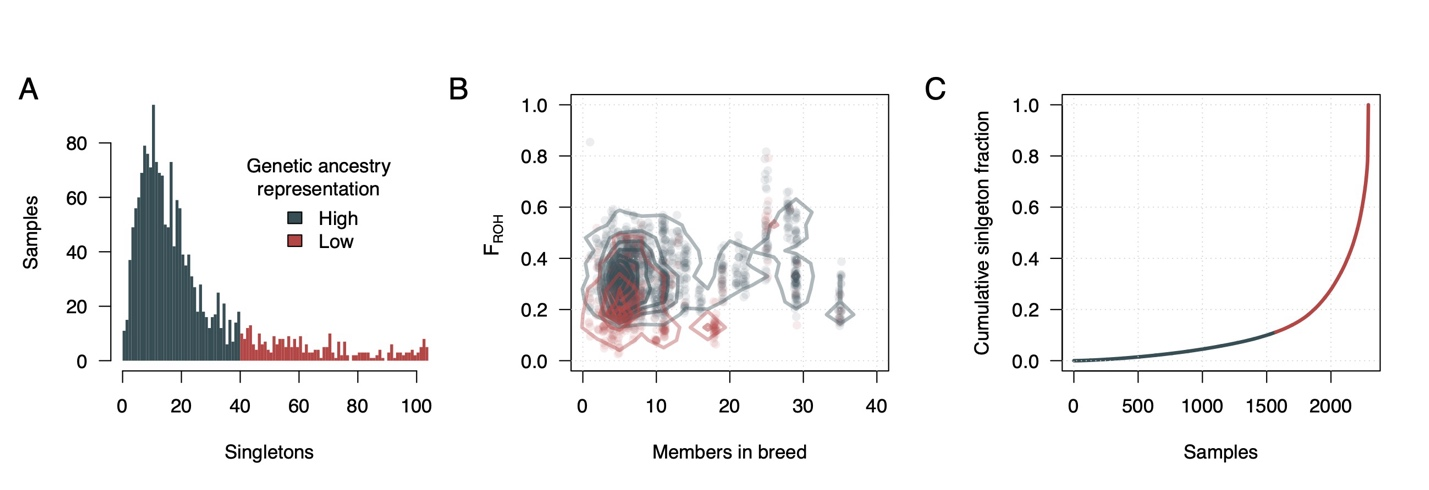 A
Samples
80
60
40
20
0
0 20 40 60 80 100
Singletons
Genetic ancestry
representation
High
Low
B
FROH
1.0
0.8
0.6
0.4
0.2
0.0
0 10 20 30 40
Members in breed
C
Cumulative sinlgeton fraction
1.0
0.8
0.6
0.4
0.2
0.0
0 500 1000 1500 2000
Samples